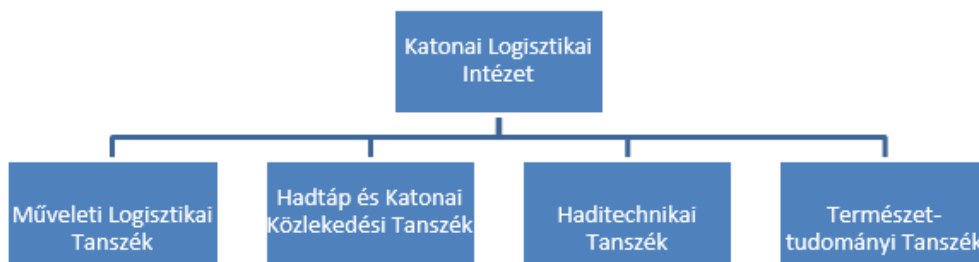 Katonai Logisztikai
Intézet
Műveleti Logisztikai
Tanszék
Hadtáp és Katonai
Közlekedési Tanszék
Haditechnikai
Tanszék
Természet-
tudományi Tanszék